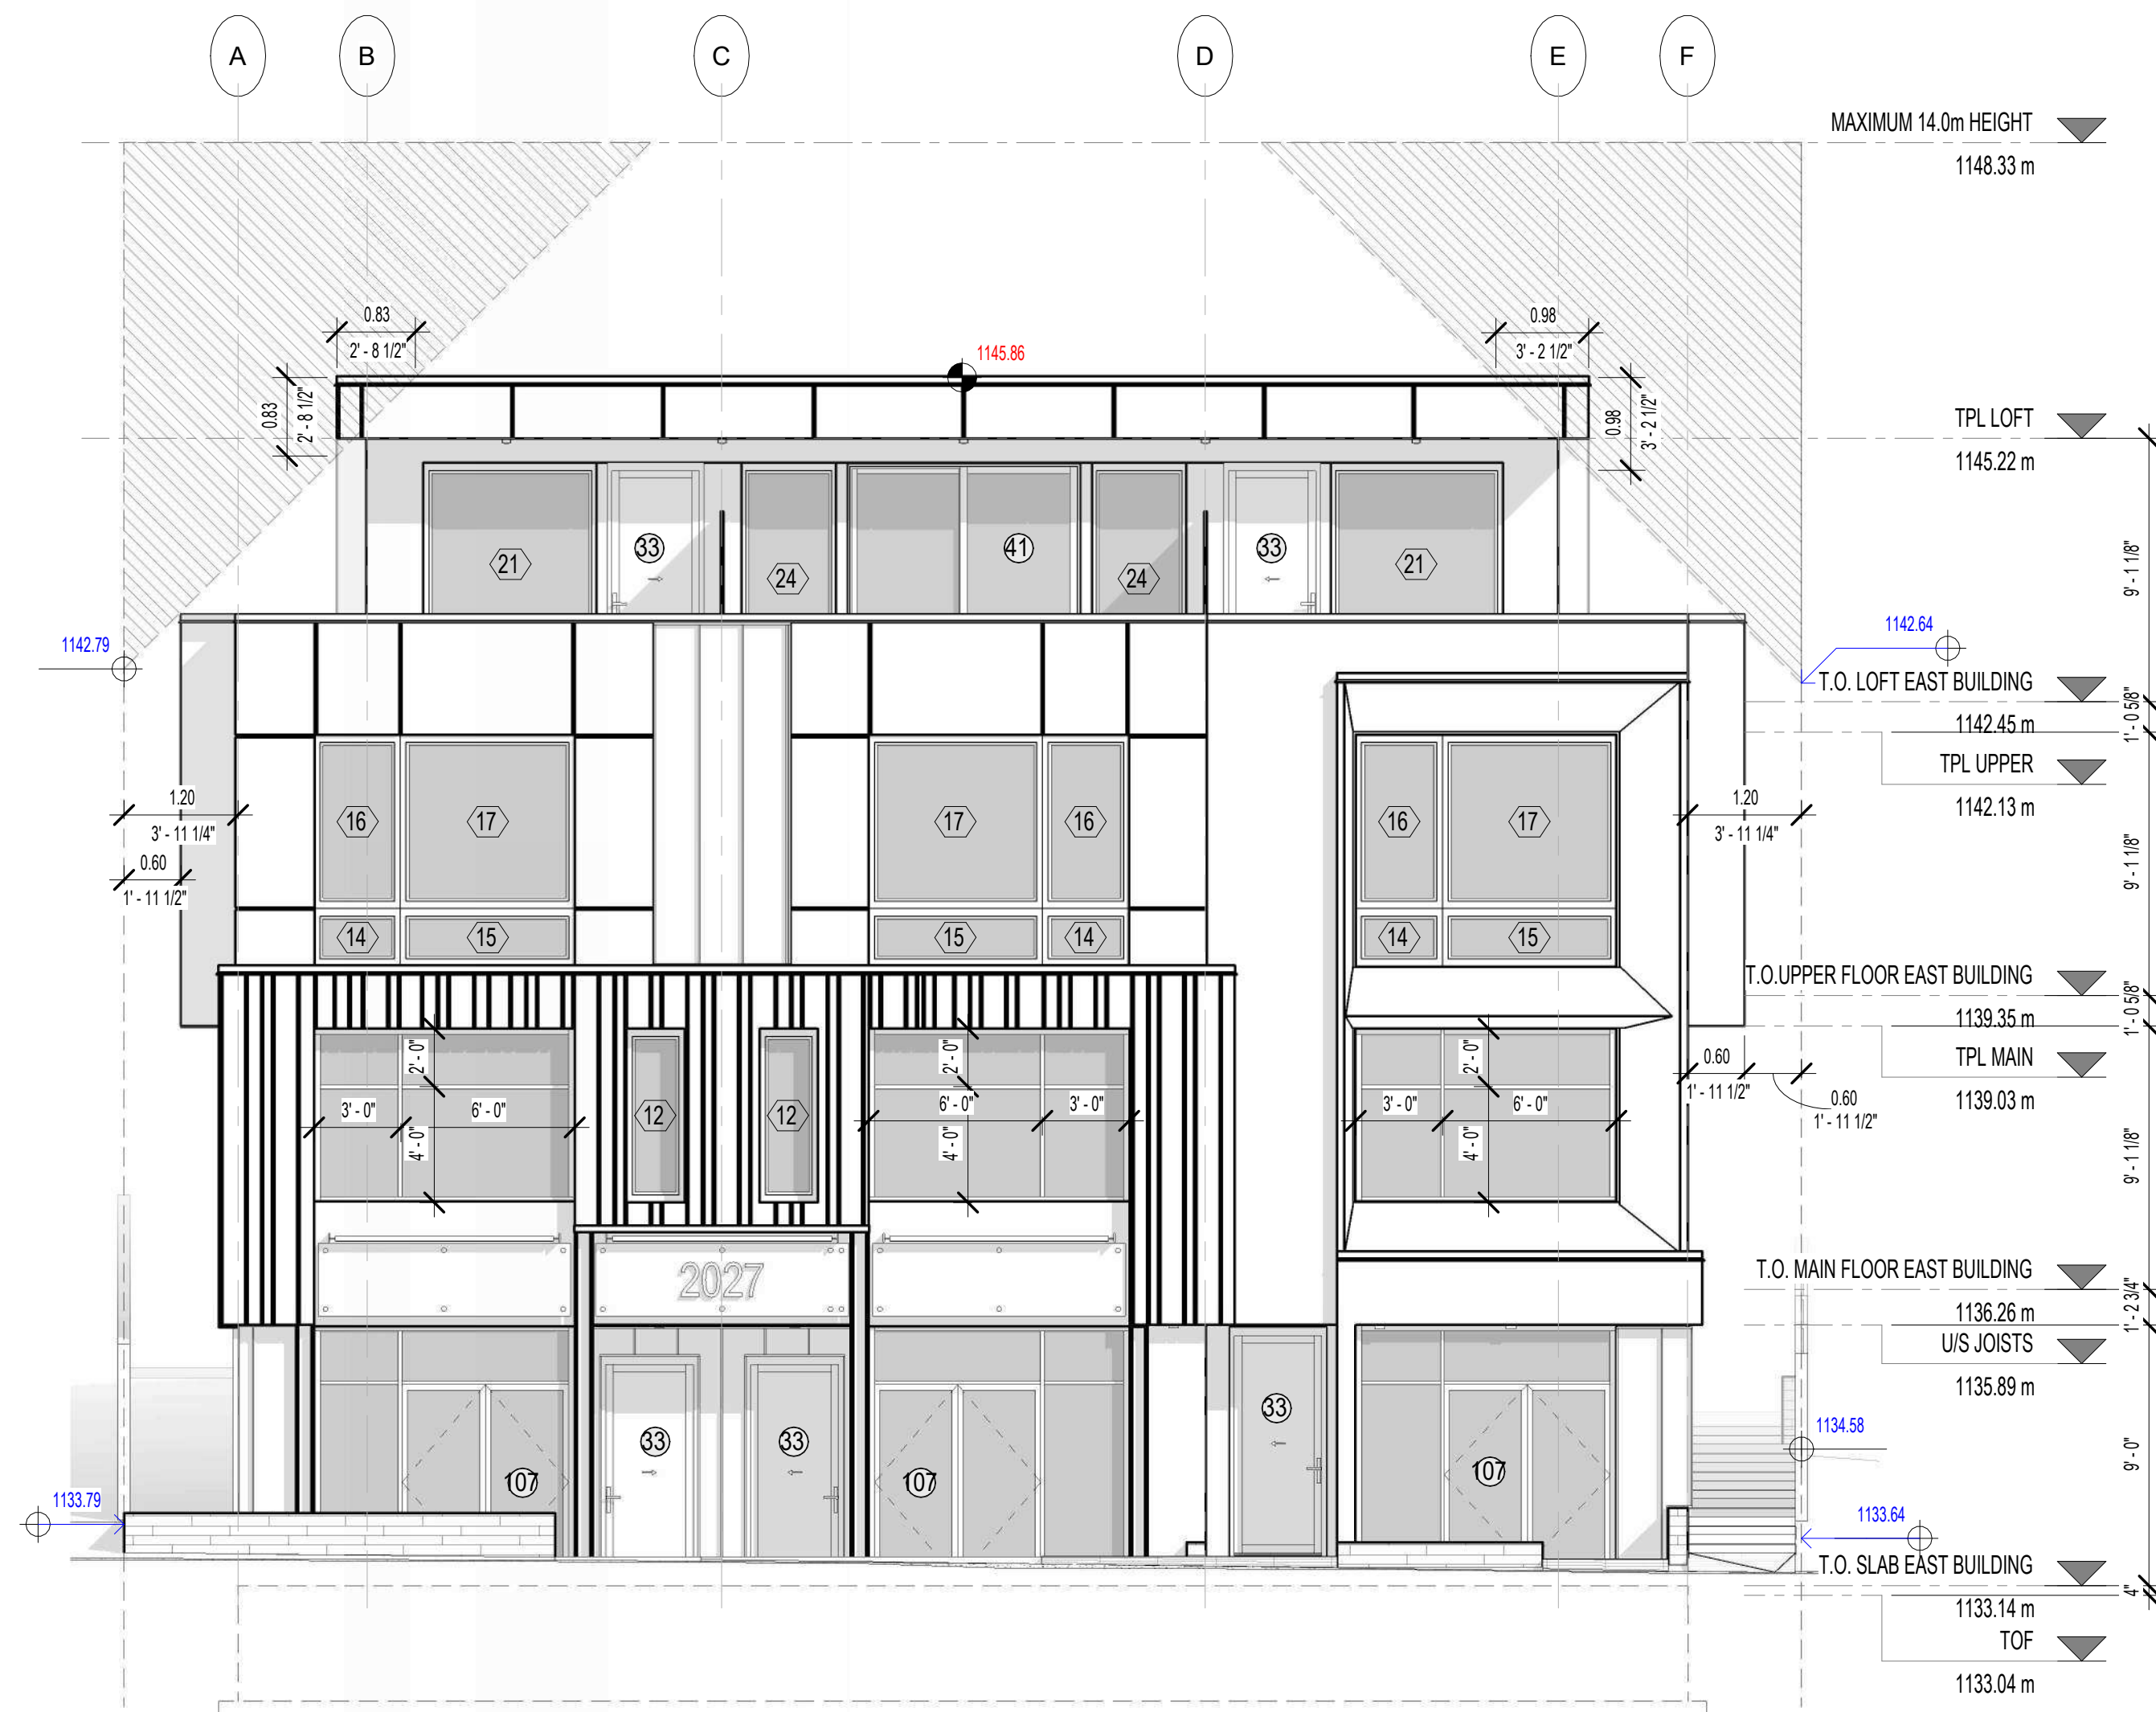 A B C D E F
MAXIMUM 14.0m HEIGHT
1148.33 m
0.83
2' - 8 1/2"
0.83
2' - 8 1/2"
1145.86
0.98
3' - 2 1/2"
0.98
3' - 2 1/2"
TPL LOFT
1145.22 m
9' - 1 1/8"
21 33 24 41 24 33 21
1142.79
1142.64
T.O. LOFT EAST BUILDING
1142.45 m
1' - 0 5/8"
TPL UPPER
1142.13 m
1.20
3' - 11 1/4"
0.60
1' - 11 1/2"
16 17 17 16 16 17
1.20
3' - 11 1/4"
9' - 1 1/8"
14 15 15 14 14 15
T.O.UPPER FLOOR EAST BUILDING
1139.35 m
1' - 0 5/8"
TPL MAIN
1139.03 m
0.60
1' - 11 1/2"
0.60
1' - 11 1/2"
2' - 0"
3' - 0" 6' - 0"
4' - 0"
12 12
2' - 0"
6' - 0" 3' - 0"
4' - 0"
2' - 0"
3' - 0" 6' - 0"
4' - 0"
9' - 1 1/8"
2027
T.O. MAIN FLOOR EAST BUILDING
1136.26 m
1' - 2 3/4"
U/S JOISTS
1135.89 m
33 33 33
107 107 107
1134.58
9' - 0"
1133.79
1133.64
T.O. SLAB EAST BUILDING
1133.14 m
4"
TOF
1133.04 m